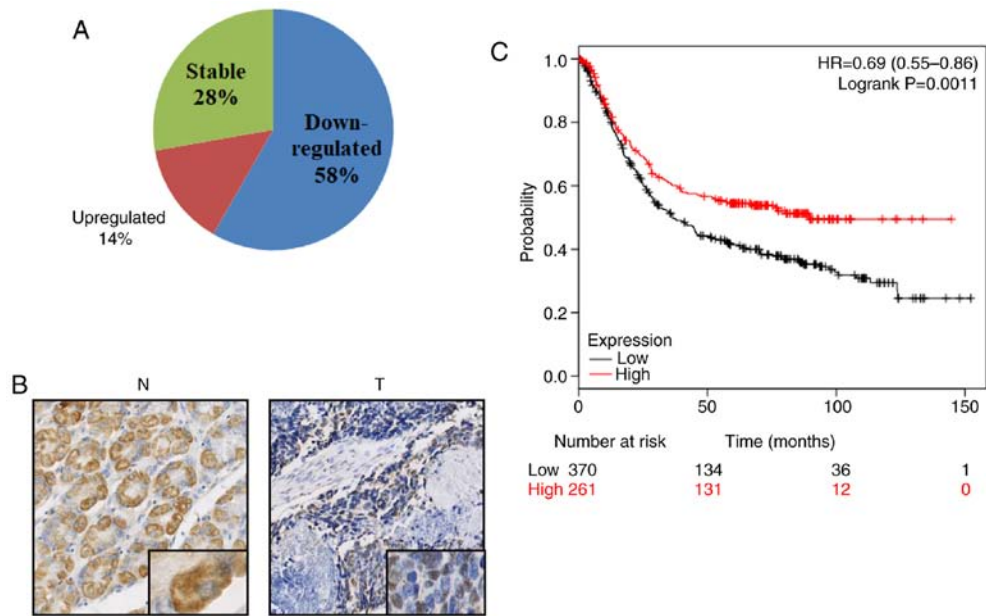 A
Stable
28%
Down-
regulated
58%
Upregulated
14%
B
N
T
C
HR=0.69 (0.55–0.86)
Logrank P=0.0011
Probability
1.0
0.8
0.6
0.4
0.2
0.0
Expression
Low
High
0 50 100 150
Number at risk Time (months)
Low 370 134 36 1
High 261 131 12 0